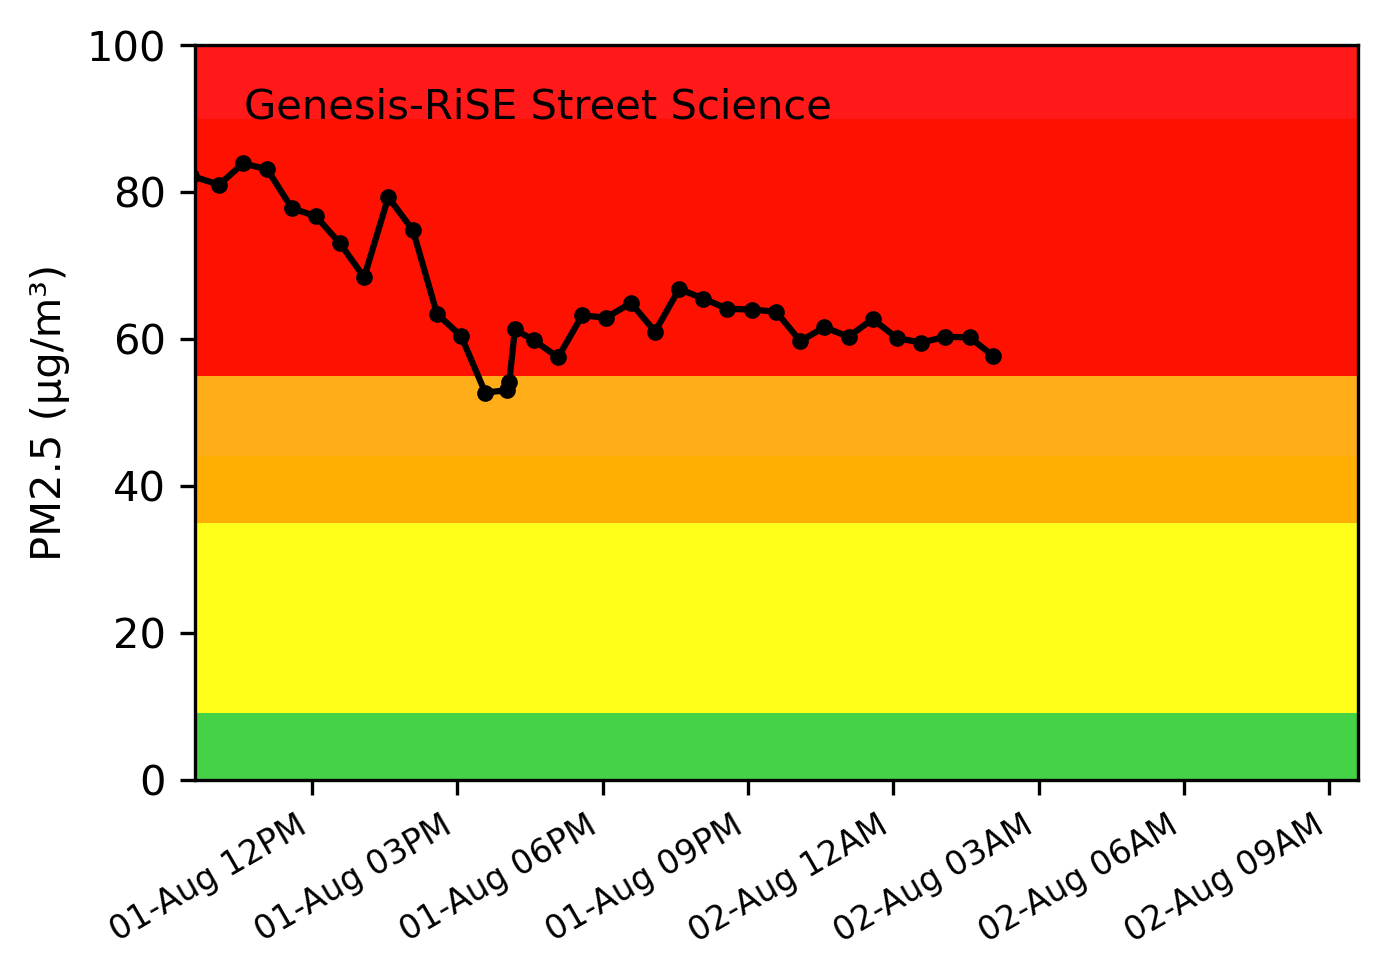 100
Genesis-RiSE Street Science
80
60
40
20
0
PM2.5 (μg/m³)
01-Aug 12PM
01-Aug 03PM
01-Aug 06PM
01-Aug 09PM
02-Aug 12AM
02-Aug 03AM
02-Aug 06AM
02-Aug 09AM